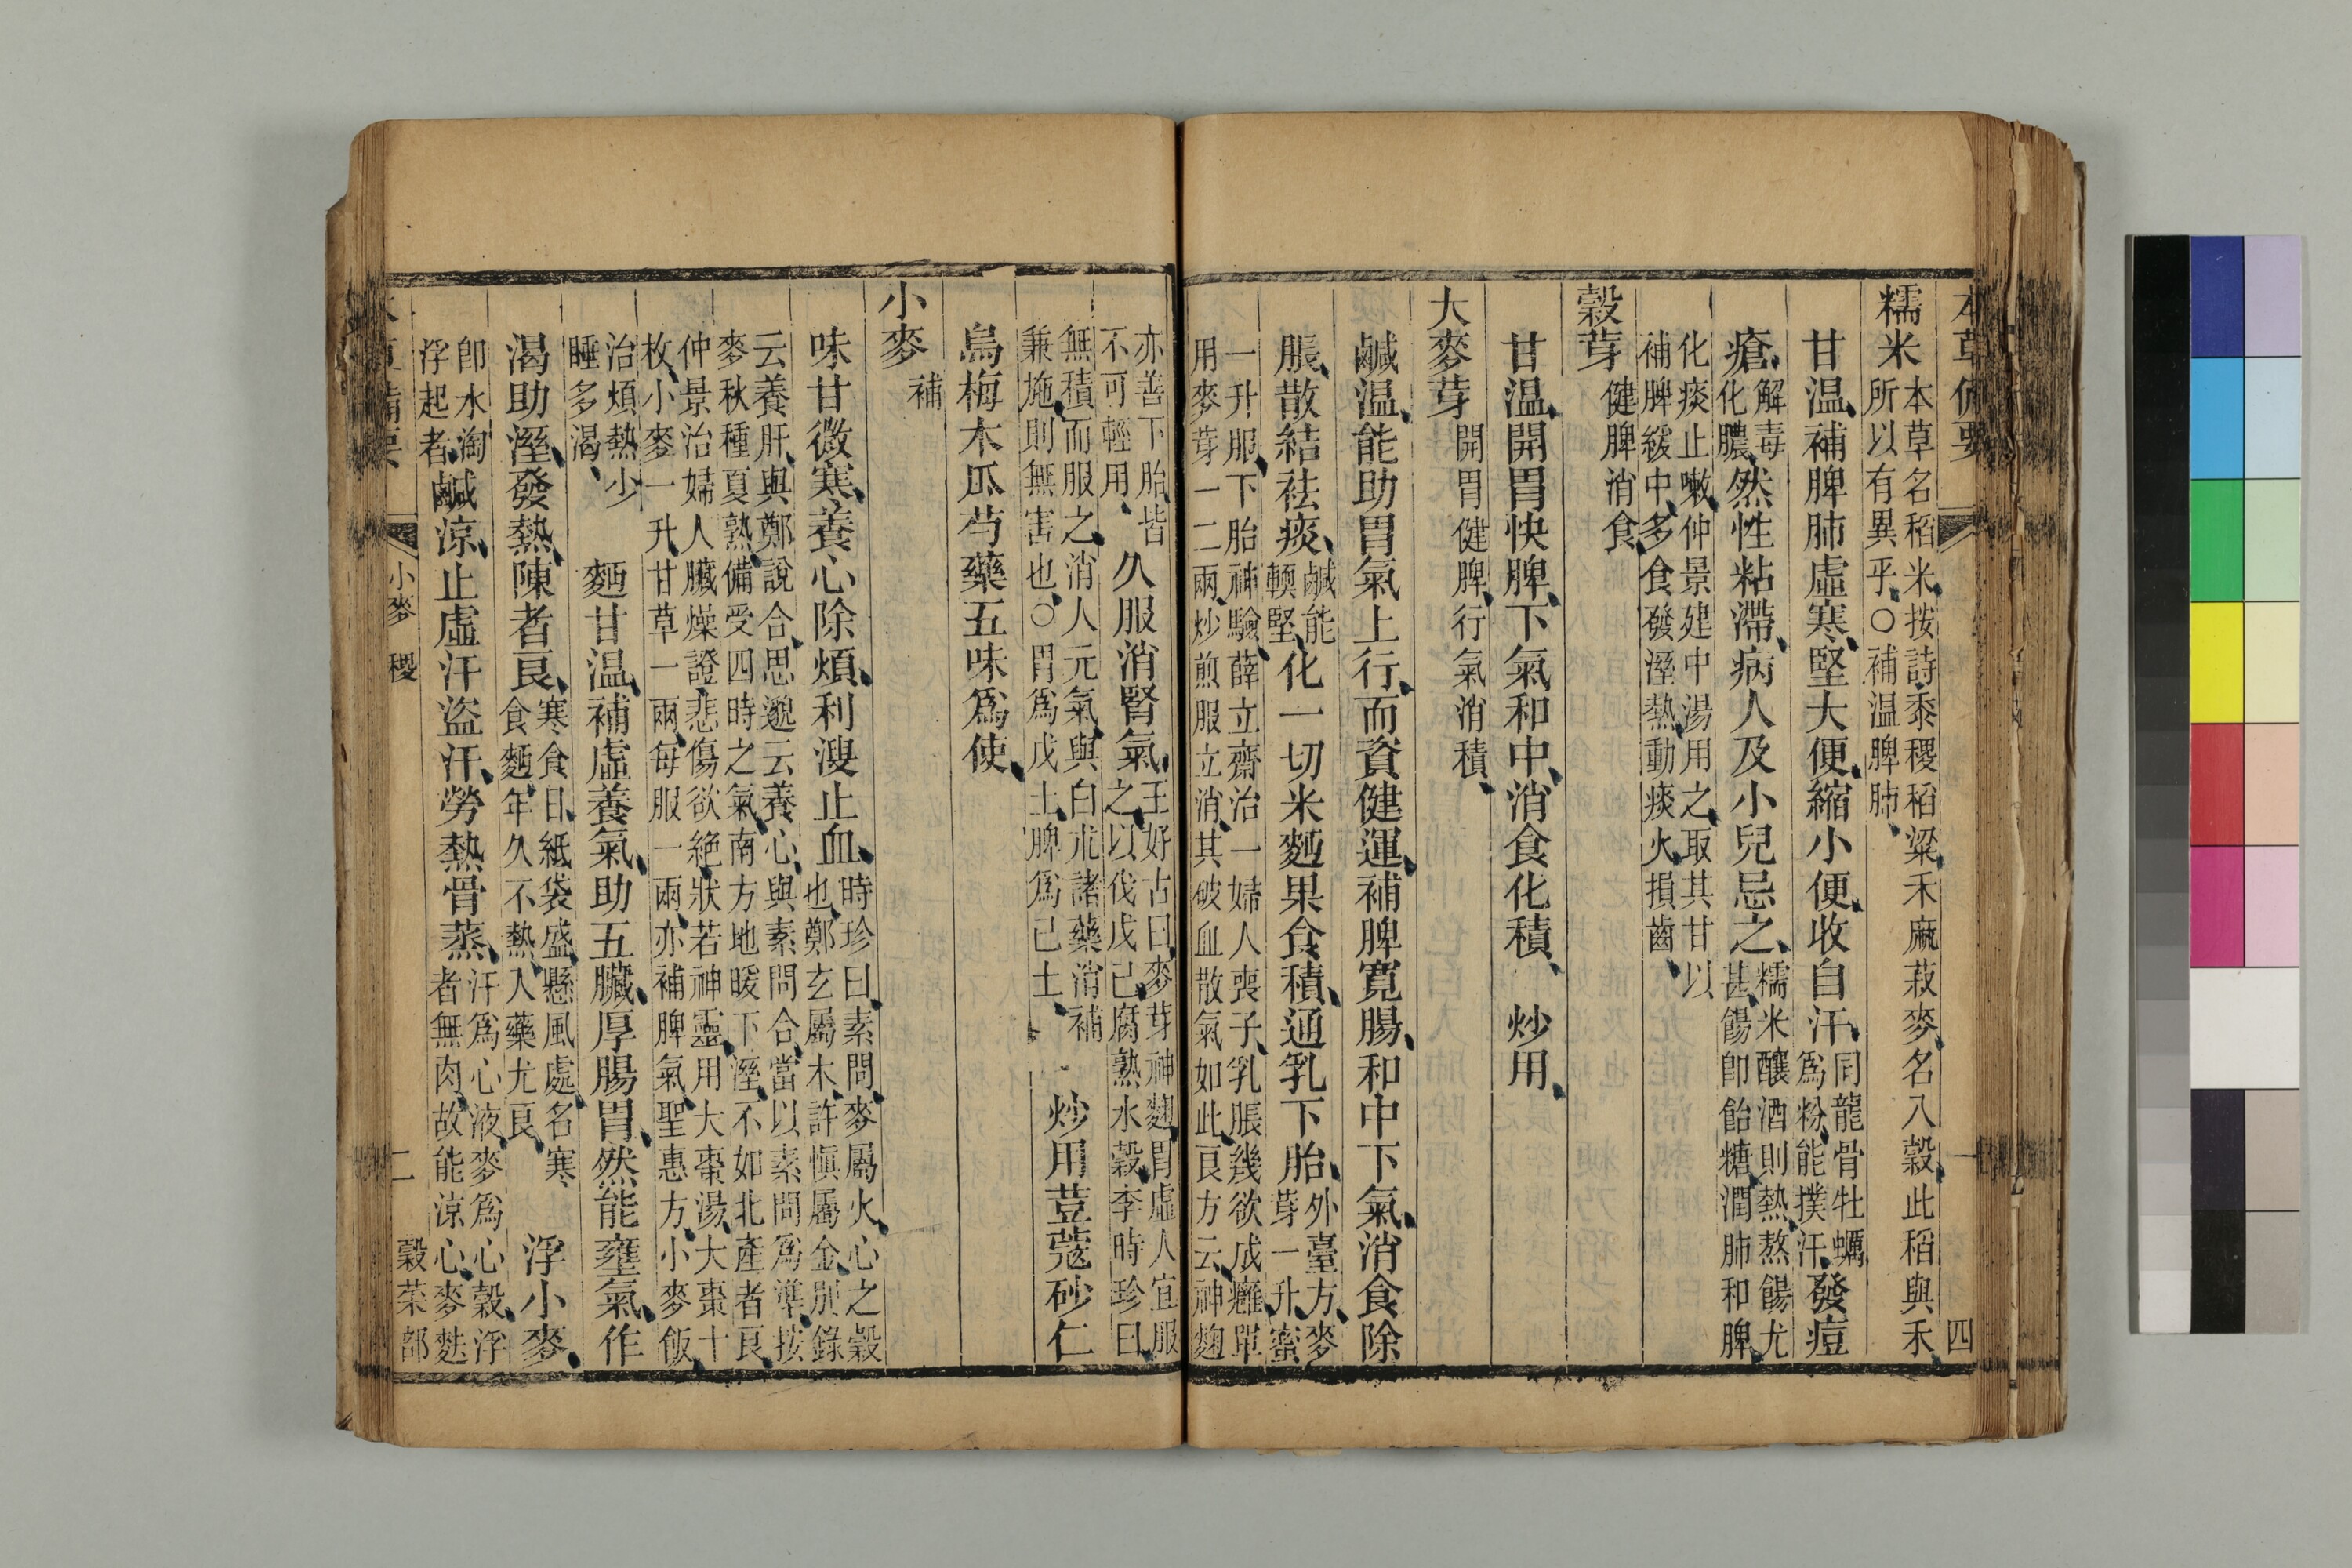 本草備要 一 四
糯米 本草名稻米、按詩黍稷稻粱禾麻菽麥、名八穀、此稻與禾、所以有異乎、○補温脾肺、
甘温、補脾肺虛寒、堅大便、縮小便、收自汗、同龍骨牡蠣爲粉、能撲汗、發痘
瘡、解毒化膿、然性粘滯、病人及小兒忌之、糯米釀酒則熱、熬餳尤甚、餳卽飴糖、潤肺和脾、
化痰止嗽、仲景建中湯用之、取其甘以補脾緩中、多食發溼熱、動痰火、損齒、
穀芽 健脾消食、
甘温、開胃快脾、下氣和中、消食化積、炒用、
大麥芽 開胃健脾、行氣消積、
鹹温、能助胃氣上行、而資健運、補脾寬腸、和中下氣、消食除
脹、散結祛痰、鹹能輭堅、化一切米麪果食積、通乳下胎、外臺方、麥芽一升、蜜
一升服、下胎神驗、薛立齋治一婦人喪子乳脹、幾欲成癰、單用麥芽一二兩、炒煎服立消、其破血散氣如此、良方云、神麴
亦善下胎、皆不可輕用、久服消腎氣、王好古曰、麥芽神麴、胃虛人宜服之、以伐戊己、腐熟水穀、李時珍曰、
無積而服之、消人元氣、與白朮諸藥消補兼施、則無害也、○胃爲戊土、脾爲己土、炒用荳蔻砂仁
烏梅木瓜芍藥五味爲使、
小麥 補
味甘微寒、養心除煩、利溲止血、時珍曰、素問、麥屬火、心之穀也、鄭玄屬木、許愼屬金、別錄
云養肝、與鄭說合、思邈云養心、與素問合、當以素問爲準、按麥秋種夏熟、備受四時之氣、南方地暖下溼、不如北產者良、
仲景治婦人臟燥證、悲傷欲絶、狀若神靈、用大棗湯、大棗十枚、小麥一升、甘草一兩、每服一兩、亦補脾氣、聖惠方、小麥飯
治煩熱少睡多渴、麪甘温、補虛養氣、助五臟、厚腸胃、然能壅氣、作
渴助溼發熱、陳者良、寒食日、紙袋盛懸風處、名寒食麪、年久不熱、入藥尤良、浮小麥、
卽水淘浮起者、鹹涼、止虛汗盜汗、勞熱骨蒸、汗爲心液、麥爲心穀、浮者無肉、故能涼心、麥麩
小麥 稷 二 穀菜部